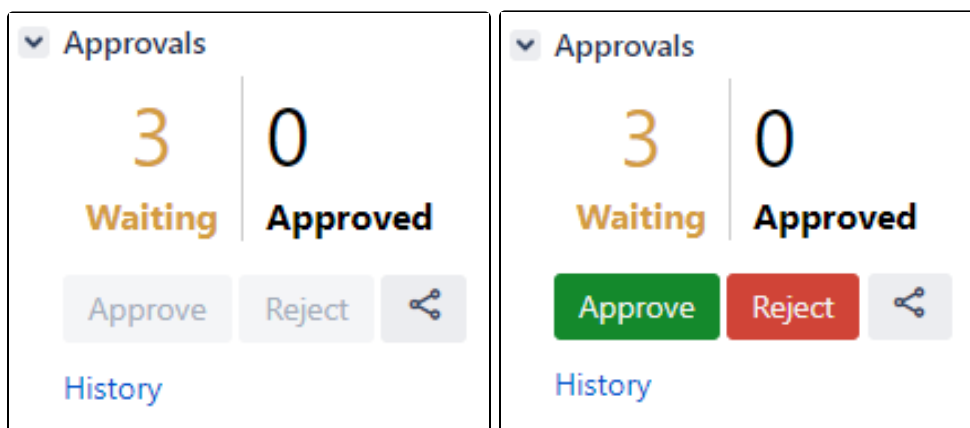 Approvals
3 0
Waiting Approved
Approve Reject
History
Approvals
3 0
Waiting Approved
Approve Reject
History